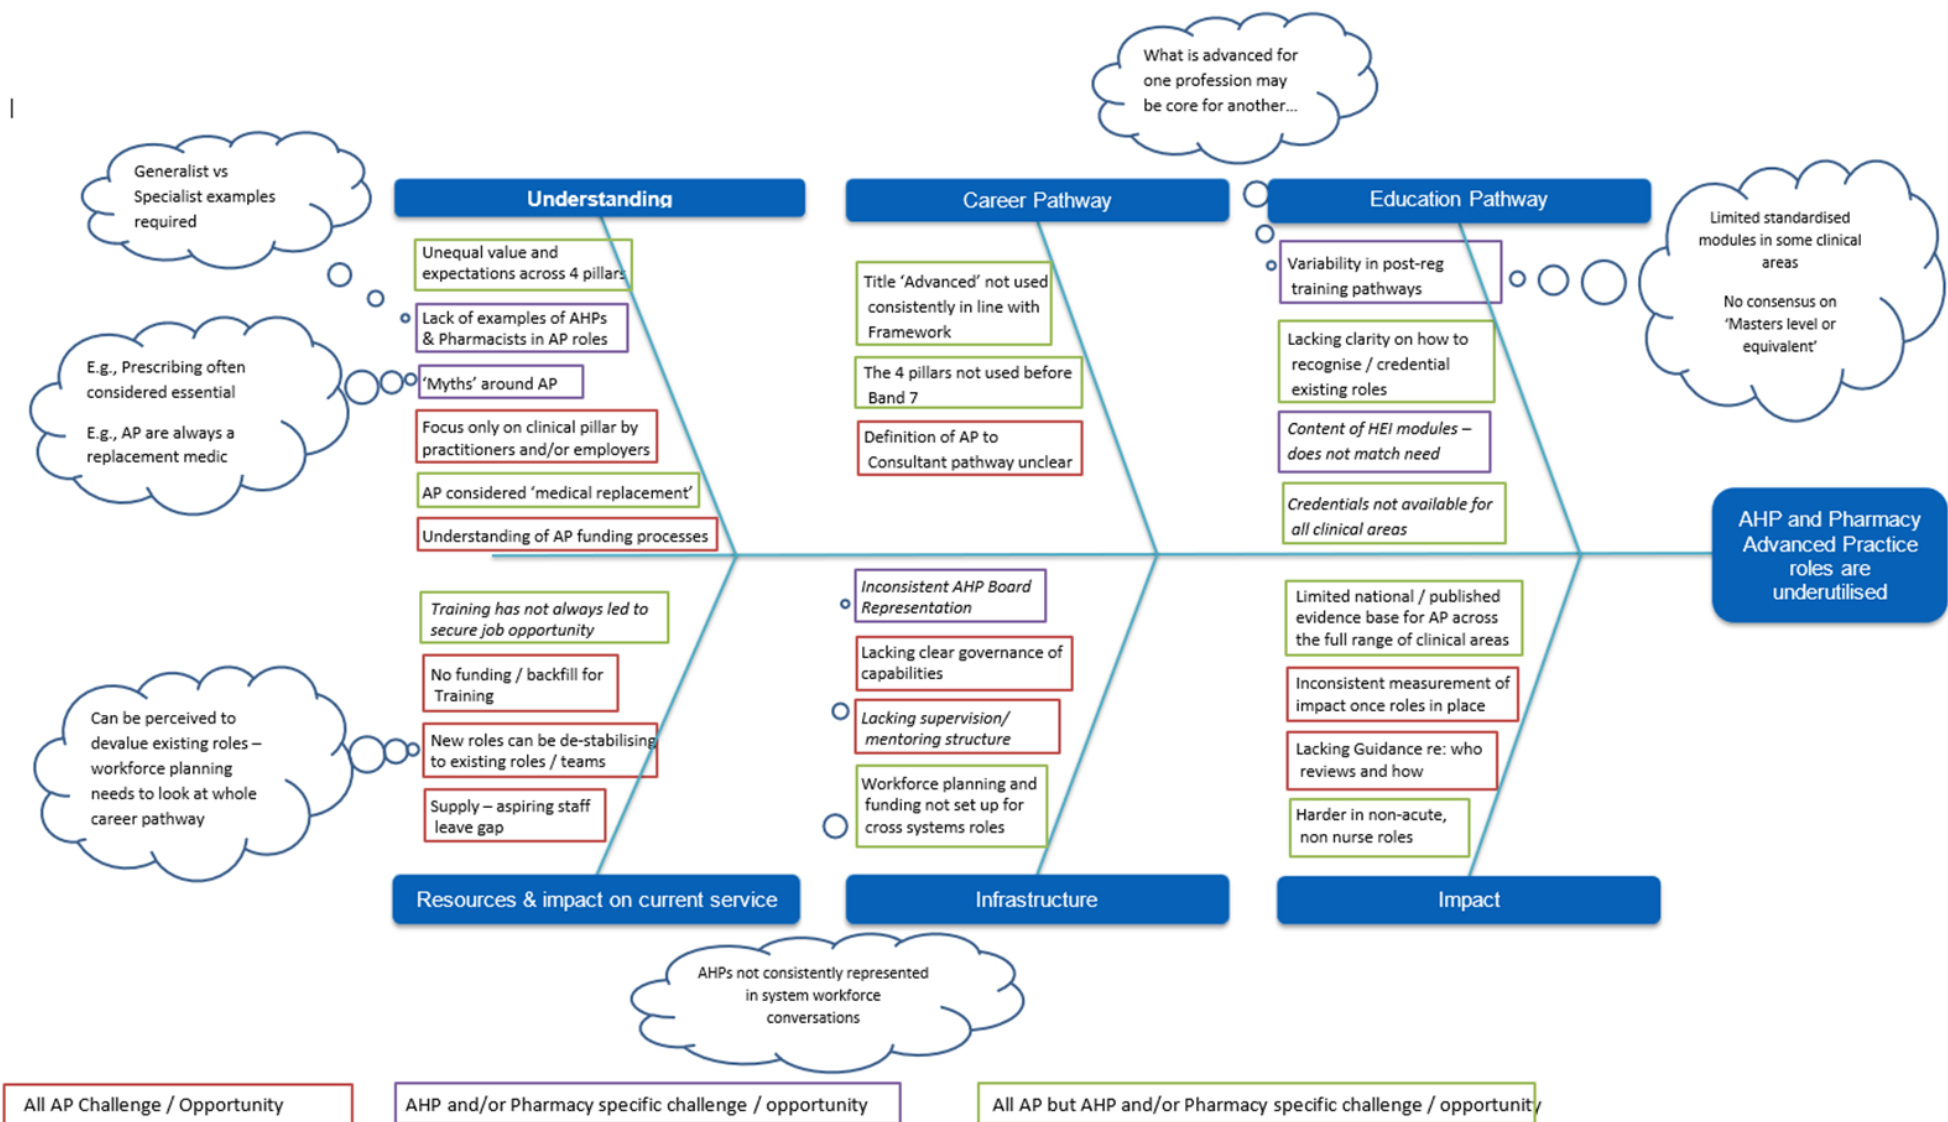 What is advanced for
one profession may
be core for another...
Generalist vs
Specialist examples
required
Understanding
Career Pathway
Education Pathway
Limited standardised
modules in some clinical
areas
No consensus on
‘Masters level or
equivalent’
Unequal value and
expectations across 4 pillars
Lack of examples of AHPs
& Pharmacists in AP roles
‘Myths’ around AP
Focus only on clinical pillar by
practitioners and/or employers
AP considered ‘medical replacement’
Understanding of AP funding processes
E.g., Prescribing often
considered essential
E.g., AP are always a
replacement medic
Title ‘Advanced’ not used
consistently in line with
Framework
The 4 pillars not used before
Band 7
Definition of AP to
Consultant pathway unclear
Variability in post-reg
training pathways
Lacking clarity on how to
recognise / credential
existing roles
Content of HEI modules –
does not match need
Credentials not available for
all clinical areas
AHP and Pharmacy
Advanced Practice
roles are
underutilised
Training has not always led to
secure job opportunity
No funding / backfill for
Training
New roles can be de-stabilising
to existing roles / teams
Supply – aspiring staff
leave gap
Can be perceived to
devalue existing roles –
workforce planning
needs to look at whole
career pathway
Inconsistent AHP Board
Representation
Lacking clear governance of
capabilities
Lacking supervision/
mentoring structure
Workforce planning and
funding not set up for
cross systems roles
Limited national / published
evidence base for AP across
the full range of clinical areas
Inconsistent measurement of
impact once roles in place
Lacking Guidance re: who
reviews and how
Harder in non-acute,
non nurse roles
Resources & impact on current service
Infrastructure
Impact
AHPs not consistently represented
in system workforce
conversations
All AP Challenge / Opportunity
AHP and/or Pharmacy specific challenge / opportunity
All AP but AHP and/or Pharmacy specific challenge / opportunity